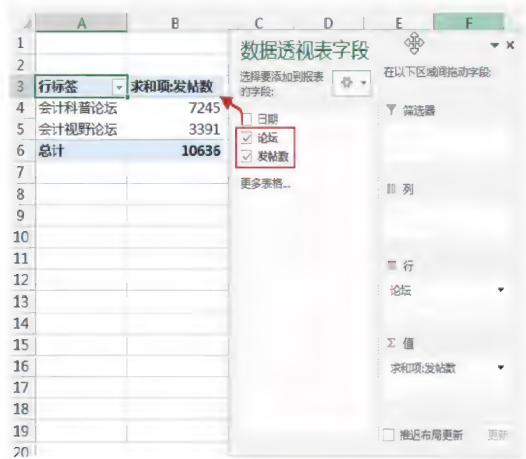 A B C D E F
1
2
3 行标签 求和项:发帖数
4 会计科普论坛 7245
5 会计视野论坛 3391
6 总计 10636
7
8
9
10
11
12
13
14
15
16
17
18
19
20
数据透视表字段
选择要添加到报表
的字段:
日期
论坛
发帖数
更多表格...
在以下区域间拖动字段:
筛选器
列
行
论坛
Σ 值
求和项:发帖数
推迟布局更新 更新